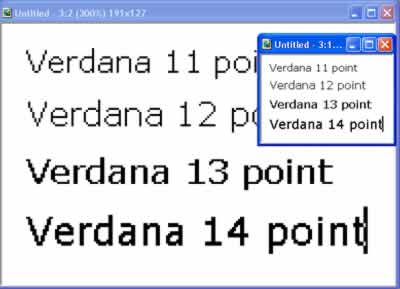 Untitled - 3:2 (300%) 191x127
Verdana 11 poi
Verdana 12 po
Verdana 13 point
Verdana 14 point
Untitled - 3:1...
Verdana 11 point
Verdana 12 point
Verdana 13 point
Verdana 14 point